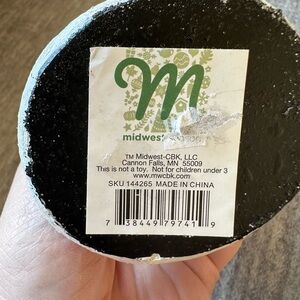 m
midwest
TM Midwest-CBK, LLC
Cannon Falls, MN 55009
This is not a toy. Not for children under 3
www.mwcbk.com
SKU 144265 MADE IN CHINA
7 38449 79741 9